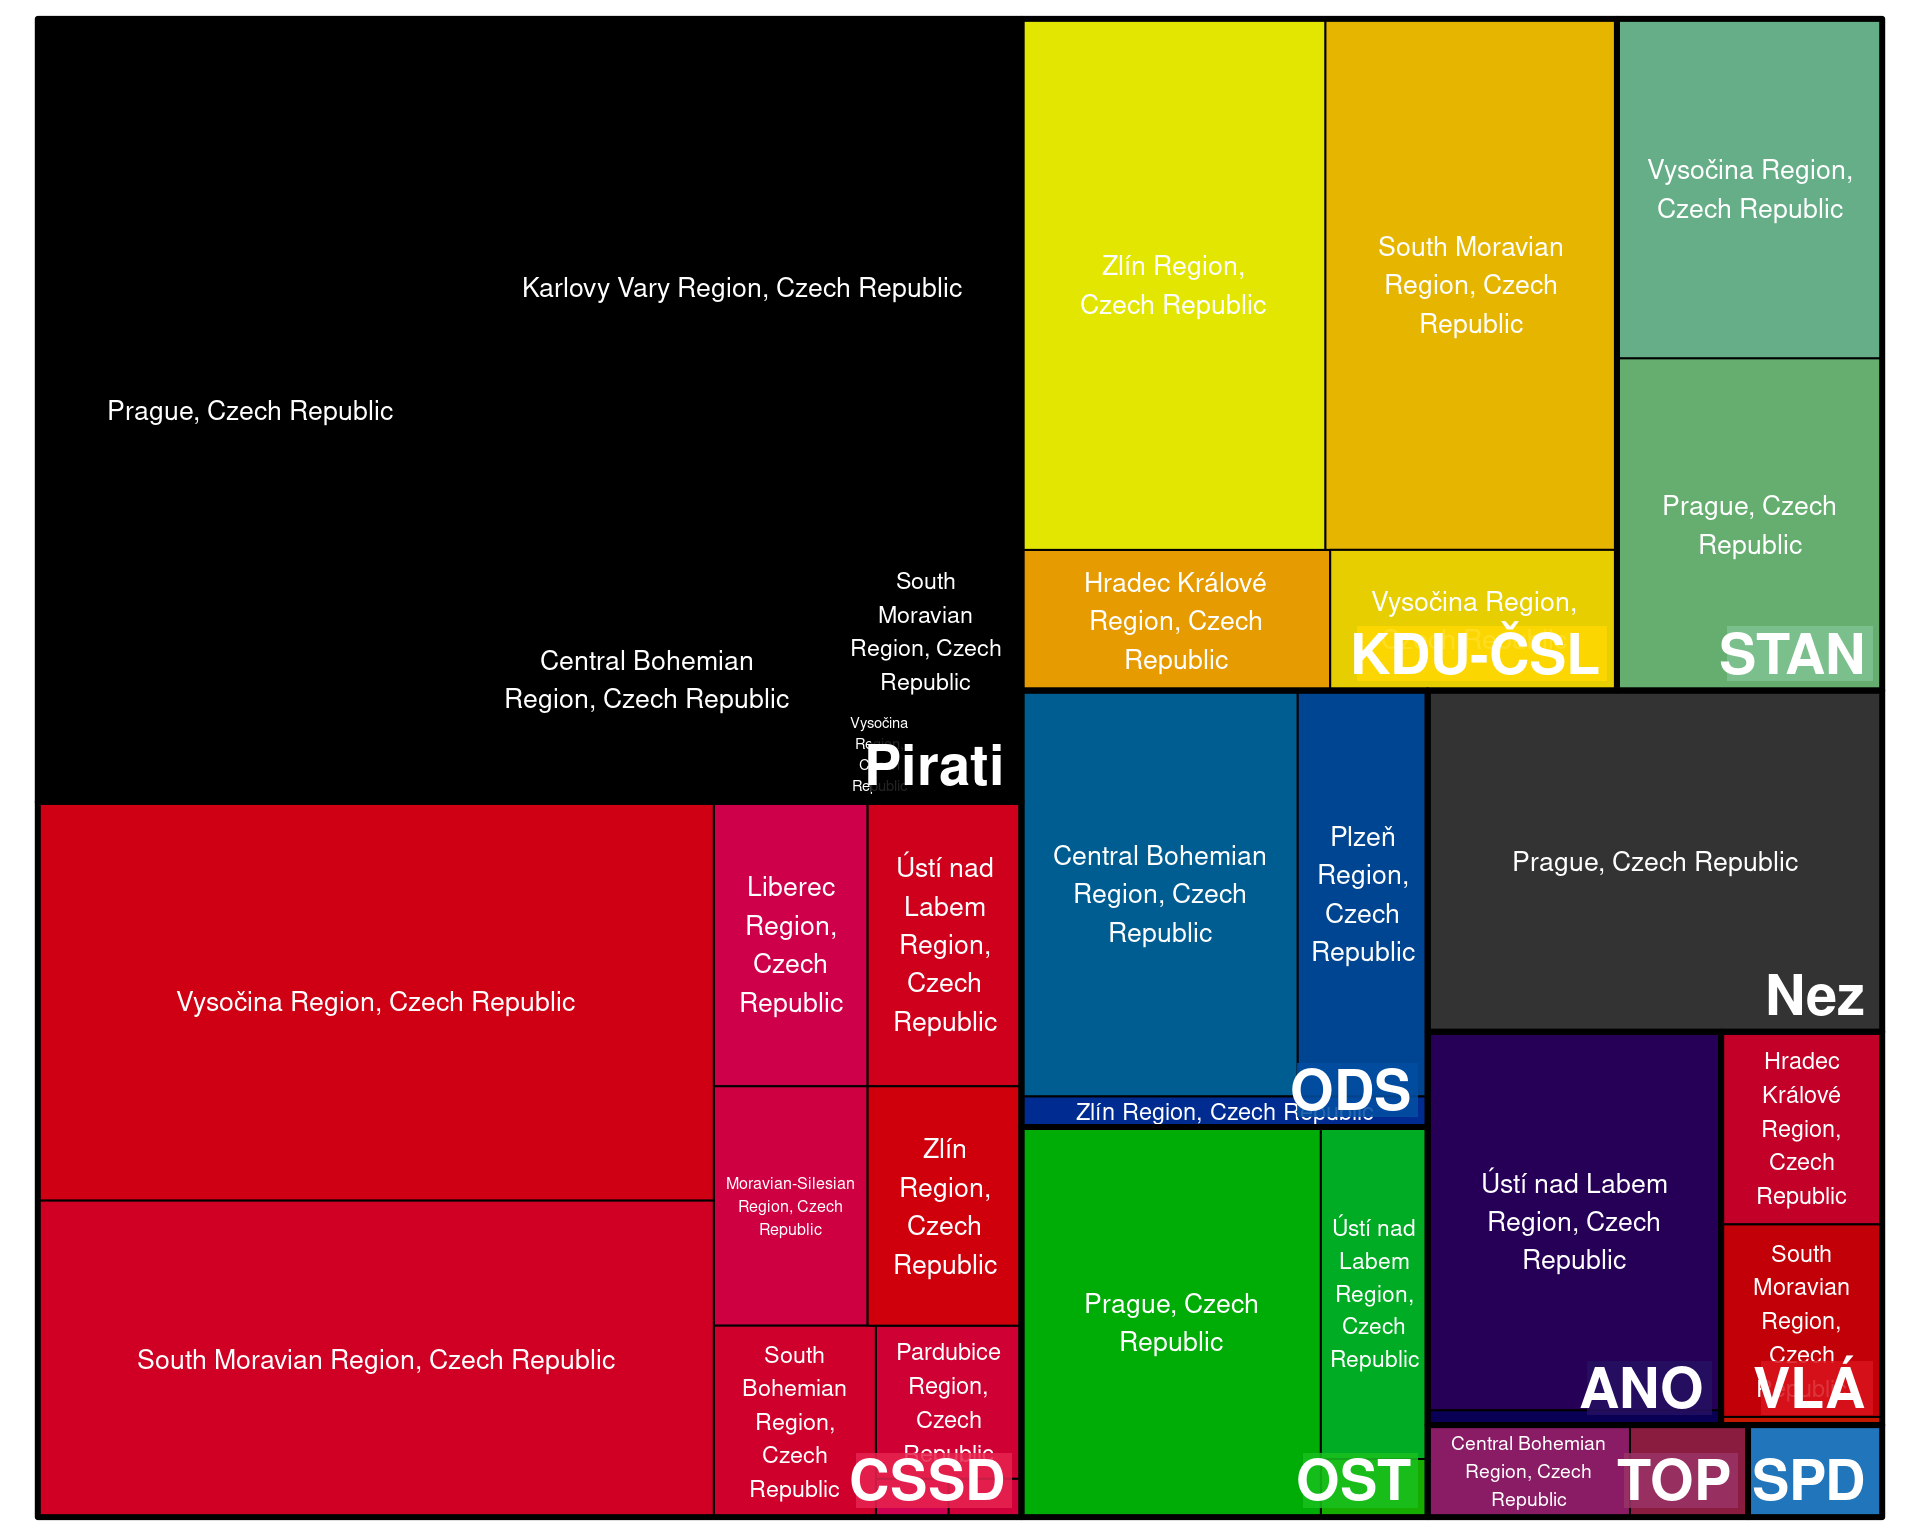 Karlovy Vary Region, Czech Republic
Prague, Czech Republic
South
Moravian
Region, Czech
Republic
Central Bohemian
Region, Czech Republic
Vysočina
Republic
Pirati
Zlín Region,
Czech Republic
South Moravian
Region, Czech
Republic
Hradec Králové
Region, Czech
Republic
Vysočina Region,
KDU-ČSL
Vysočina Region,
Czech Republic
Prague, Czech
Republic
STAN
Vysočina Region, Czech Republic
South Moravian Region, Czech Republic
Liberec
Region,
Czech
Republic
Ústí nad
Labem
Region,
Czech
Republic
Moravian-Silesian
Region, Czech
Republic
Zlín
Region,
Czech
Republic
South
Bohemian
Region,
Czech
Republic
Pardubice
Region,
Czech
Republic
CSSD
Central Bohemian
Region, Czech
Republic
Plzeň
Region,
Czech
Republic
Zlín Region, Czech Republic
ODS
Prague, Czech Republic
Nez
Prague, Czech
Republic
Ústí nad
Labem
Region,
Czech
Republic
OST
Ústí nad Labem
Region, Czech
Republic
ANO
Hradec
Králové
Region,
Czech
Republic
South
Moravian
Region,
Czech
VLÁ
Central Bohemian
Region, Czech
Republic
TOP
SPD